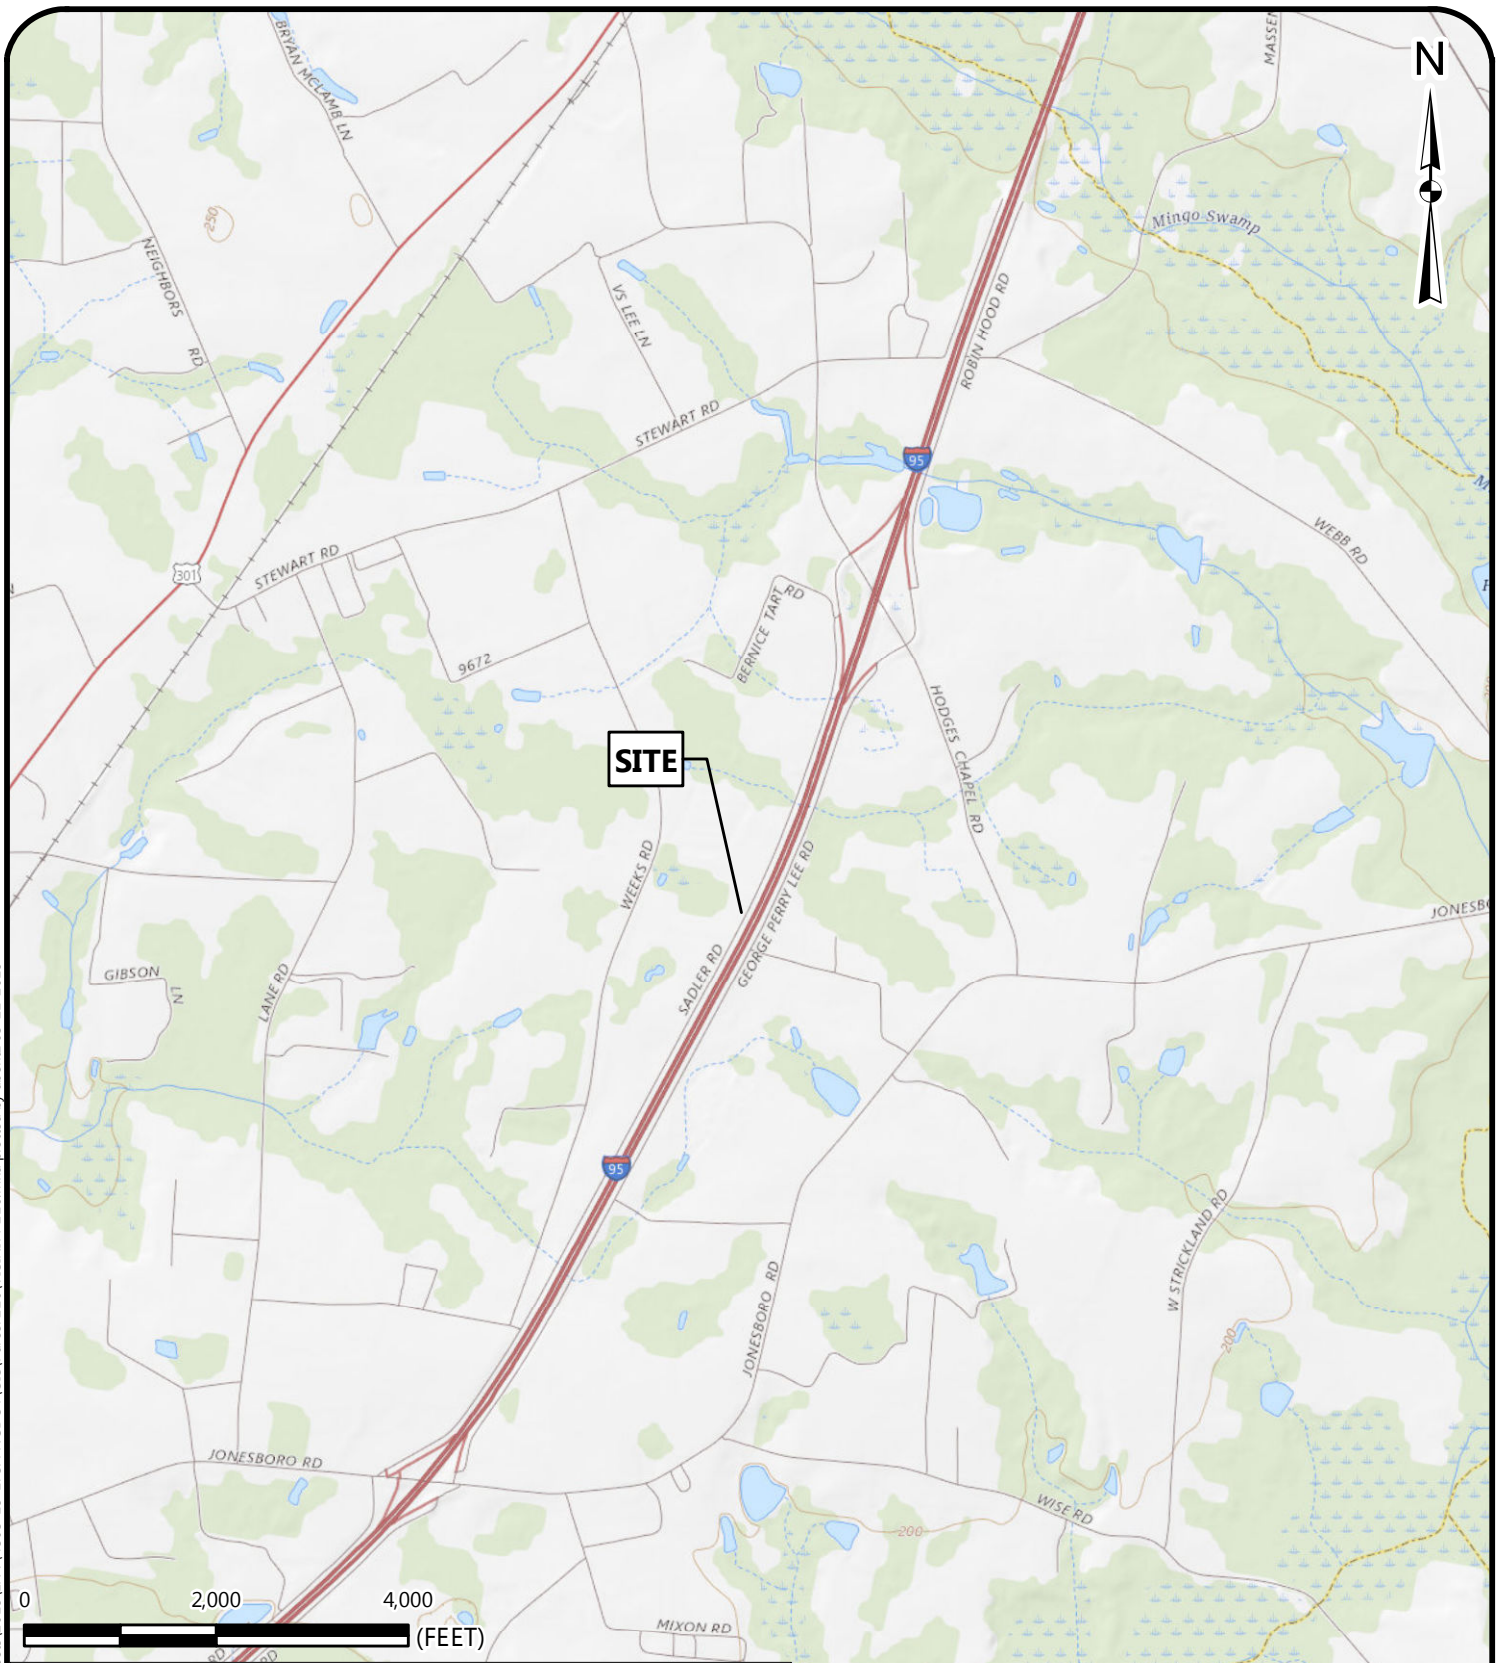 BRYAN MCLAMB LN
N
Mingo Swamp
250
NEIGHBORS RD
VS LEE LN
ROBIN HOOD RD
STEWART RD
95
WEBB RD
STEWART RD
301
BERNICE TART RD
9672
HODGES CHAPEL RD
SITE
WEEKS RD
GEORGE PERRY LEE RD
SADLER RD
GIBSON LN
LANE RD
95
W STRICKLAND RD
JONESBORO RD
200
JONESBORO RD
WISE RD
200
0 2,000 4,000
(FEET)
MIXON RD
RD
RD